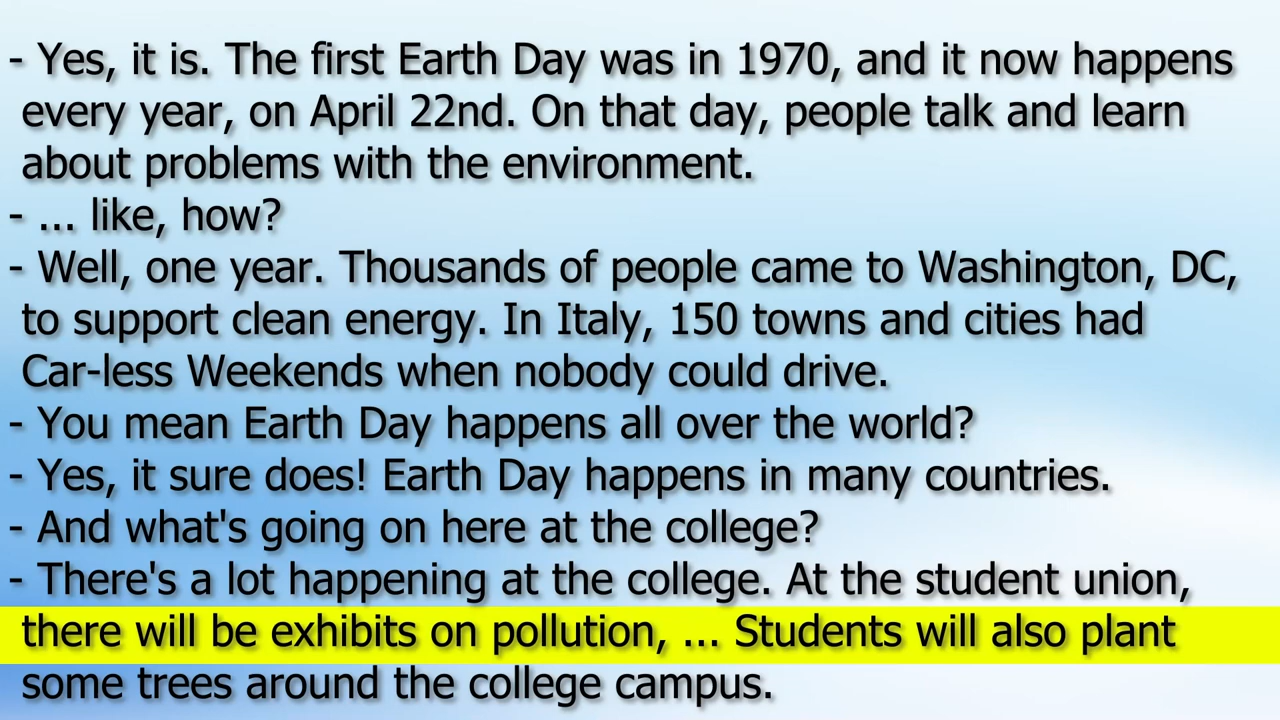 - Yes, it is. The first Earth Day was in 1970, and it now happens
every year, on April 22nd. On that day, people talk and learn
about problems with the environment.
- ... like, how?
- Well, one year. Thousands of people came to Washington, DC,
to support clean energy. In Italy, 150 towns and cities had
Car-less Weekends when nobody could drive.
- You mean Earth Day happens all over the world?
- Yes, it sure does! Earth Day happens in many countries.
- And what's going on here at the college?
- There's a lot happening at the college. At the student union,
there will be exhibits on pollution, ... Students will also plant
some trees around the college campus.